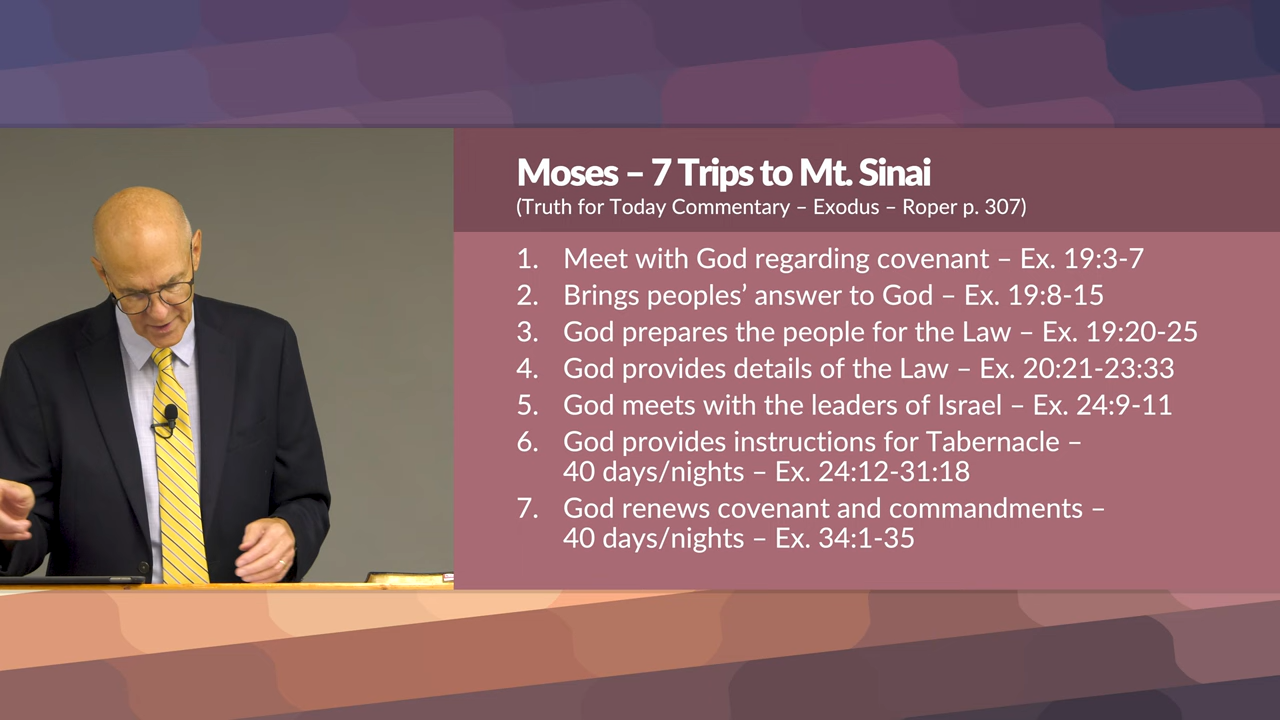 Moses – 7 Trips to Mt. Sinai
(Truth for Today Commentary – Exodus – Roper p. 307)
1. Meet with God regarding covenant – Ex. 19:3-7
2. Brings peoples’ answer to God – Ex. 19:8-15
3. God prepares the people for the Law – Ex. 19:20-25
4. God provides details of the Law – Ex. 20:21-23:33
5. God meets with the leaders of Israel – Ex. 24:9-11
6. God provides instructions for Tabernacle –
40 days/nights – Ex. 24:12-31:18
7. God renews covenant and commandments –
40 days/nights – Ex. 34:1-35